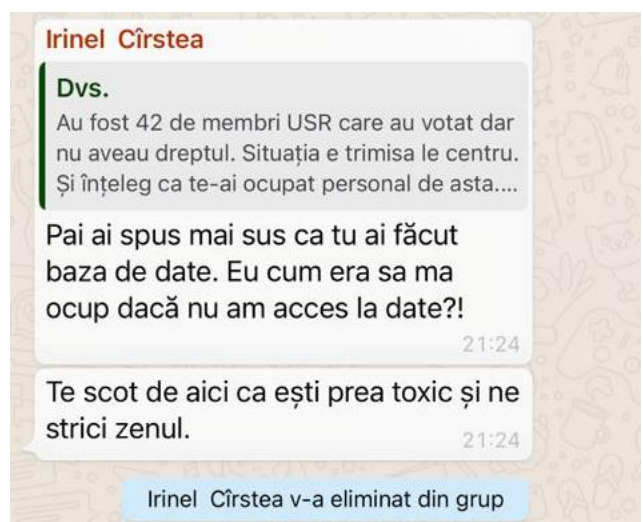 Irinel Cîrstea
Dvs.
Au fost 42 de membri USR care au votat dar
nu aveau dreptul. Situația e trimisa le centru.
Și înțeleg ca te-ai ocupat personal de asta....
Pai ai spus mai sus ca tu ai făcut
baza de date. Eu cum era sa ma
ocup dacă nu am acces la date?!
21:24
Te scot de aici ca ești prea toxic și ne
strici zenul.
21:24
Irinel Cîrstea v-a eliminat din grup